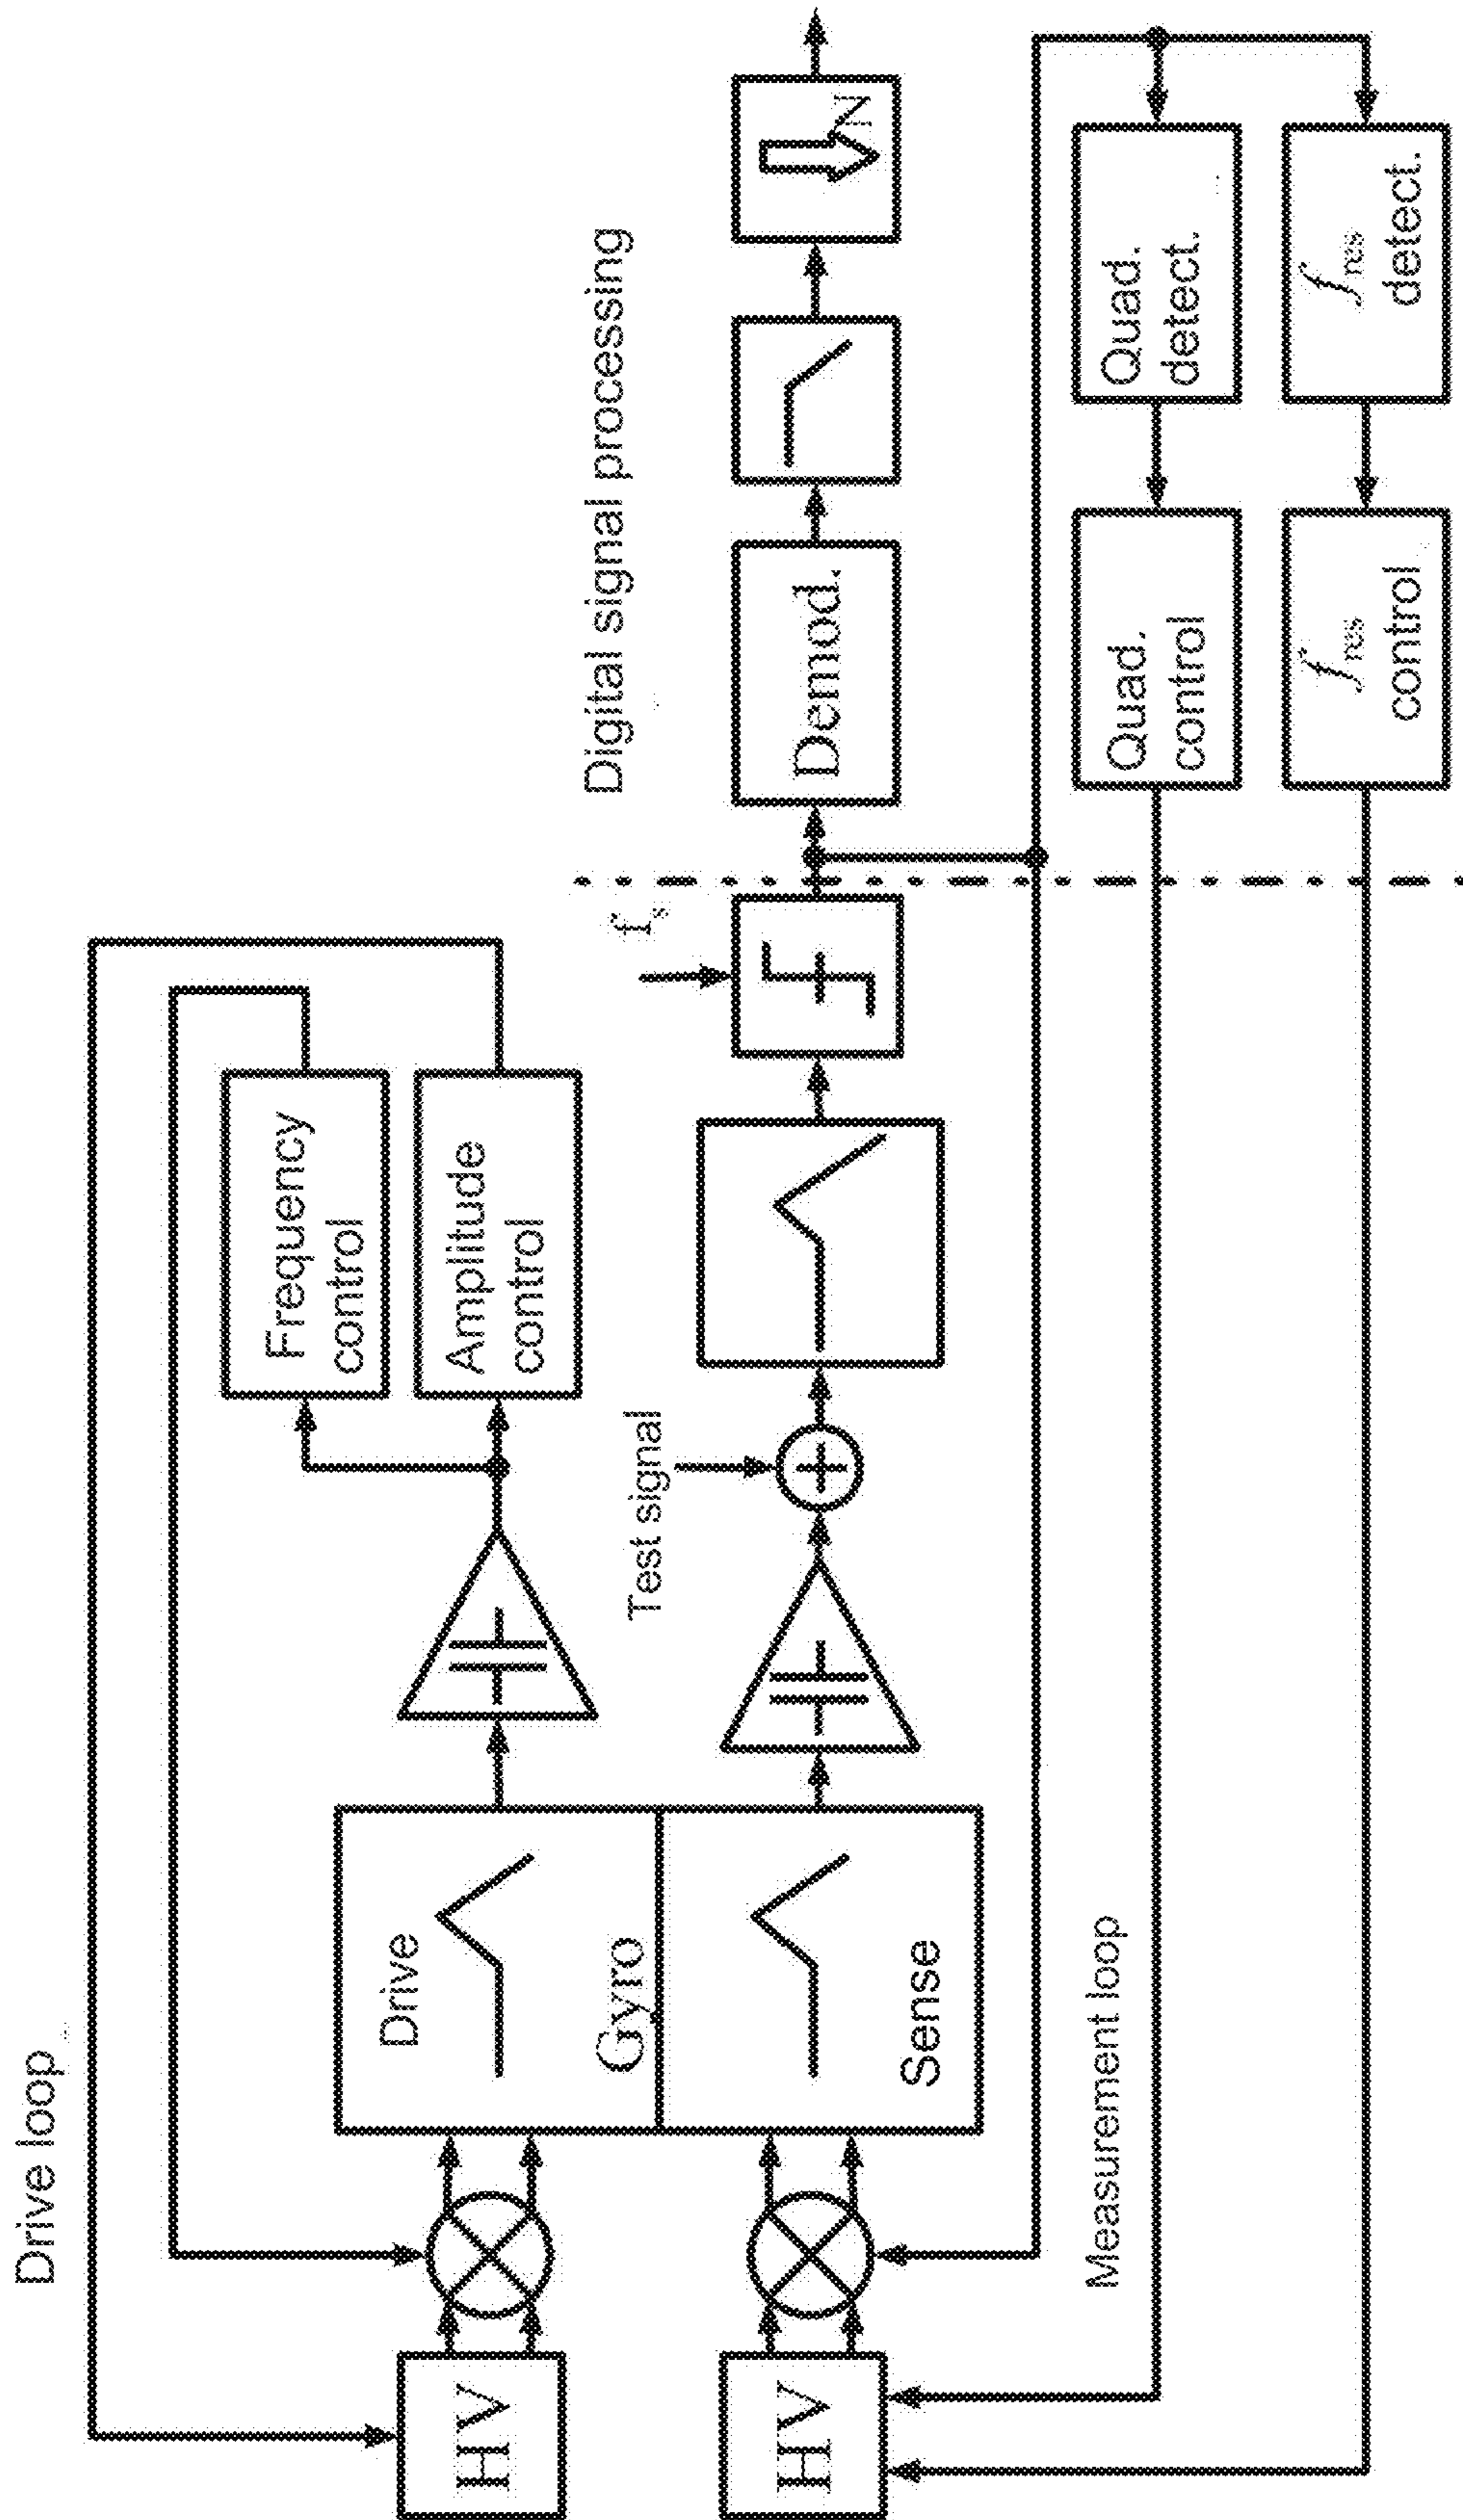 Drive loop
Frequency
control
Amplitude
control
Digital signal processing
Test signal
f_s
HV
Drive
Gyro
Demod.
N
HV
Sense
Measurement loop
Quad.
control
Quad.
detect.
f_res
control
f_res
detect.